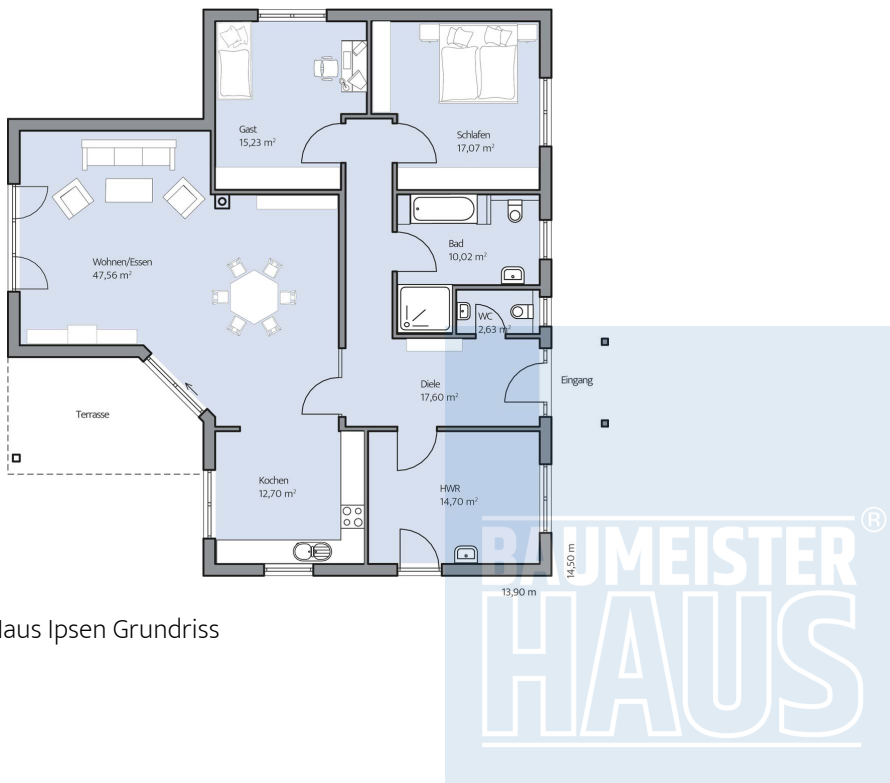 Gast
15,23 m²
Schlafen
17,07 m²
Wohnen/Essen
47,56 m²
Bad
10,02 m²
WC
2,63 m²
Diele
17,60 m²
Eingang
Terrasse
Kochen
12,70 m²
HWR
14,70 m²
14,50 m
13,90 m
BAUMEISTER®
HAUS
Haus Ipsen Grundriss